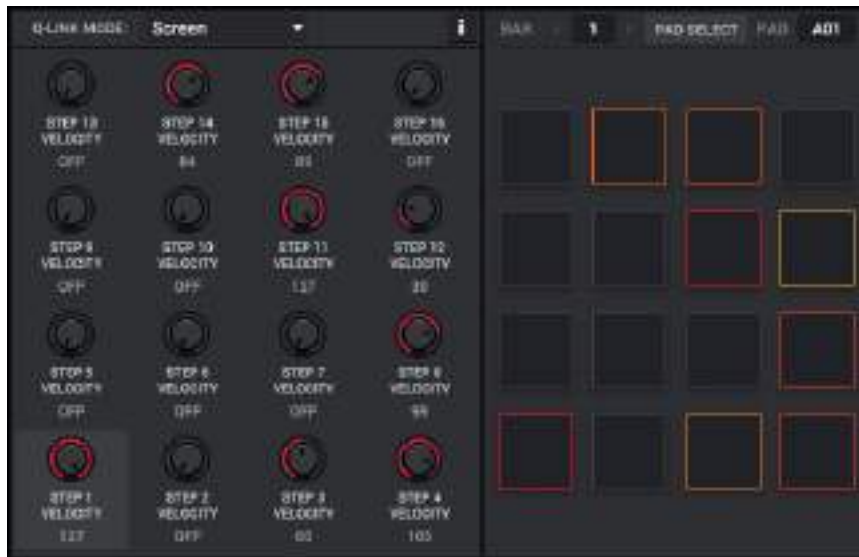 Q-LINK MODE: Screen i BAR 1 PAD SELECT PAD A01
STEP 13 STEP 14 STEP 15 STEP 16
VELOCITY VELOCITY VELOCITY VELOCITY
OFF 84 OFF
STEP 9 STEP 10 STEP 11 STEP 12
VELOCITY VELOCITY VELOCITY VELOCITY
OFF OFF 127 30
STEP 5 STEP 6 STEP 7 STEP 8
VELOCITY VELOCITY VELOCITY VELOCITY
OFF OFF OFF 99
STEP 1 STEP 2 STEP 3 STEP 4
VELOCITY VELOCITY VELOCITY VELOCITY
127 OFF 105